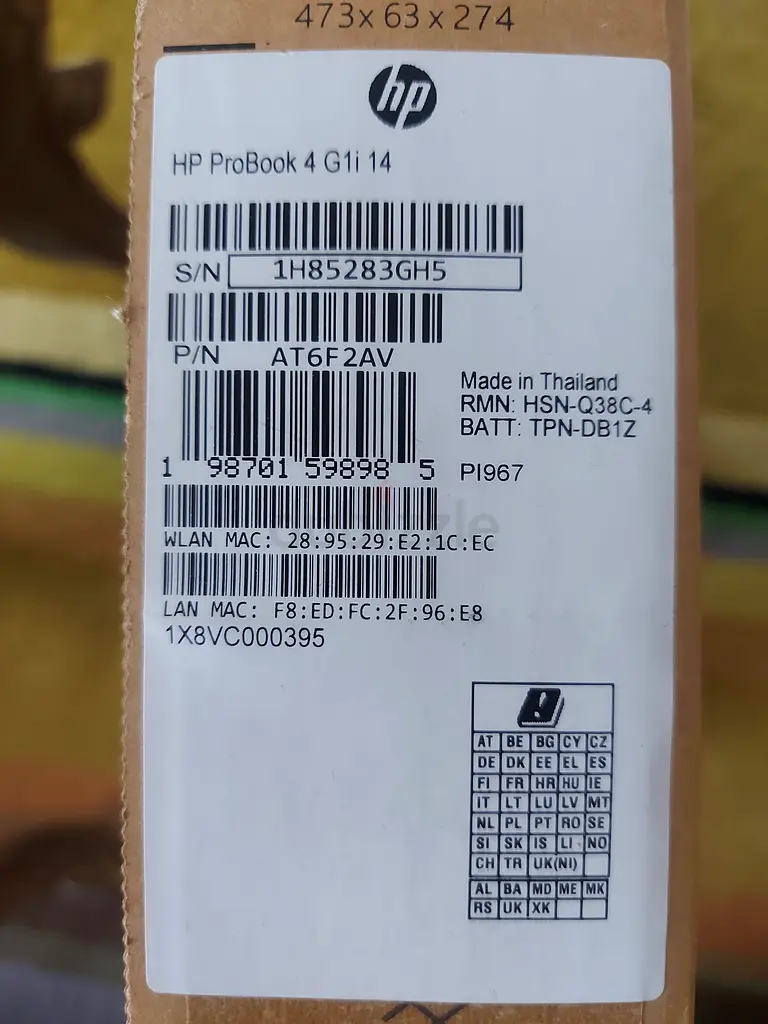 473x 63 x 274
hp
HP ProBook 4 G1i 14
S/N 1H85283GH5
P/N AT6F2AV
Made in Thailand
RMN: HSN-Q38C-4
BATT: TPN-DB1Z
1 98701 59898 5 PI967
WLAN MAC: 28:95:29:E2:1C:EC
LAN MAC: F8:ED:FC:2F:96:E8
1X8VC000395
AT BE BG CY CZ
DE DK EE EL ES
FI FR HR HU IE
IT LT LU LV MT
NL PL PT RO SE
SI SK IS LI NO
CH TR UK(NI)
AL BA MD ME MK
RS UK XK